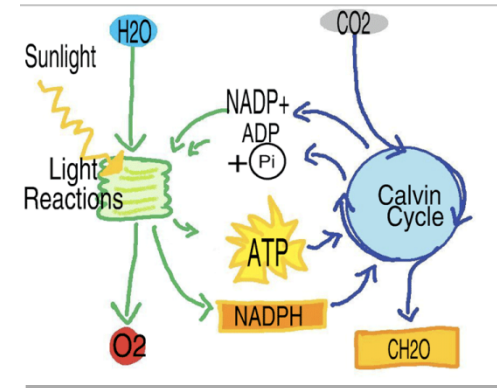 H2O
CO2
Sunlight
NADP+
ADP
+ Pi
Light
Reactions
Calvin
Cycle
ATP
NADPH
O2
CH2O